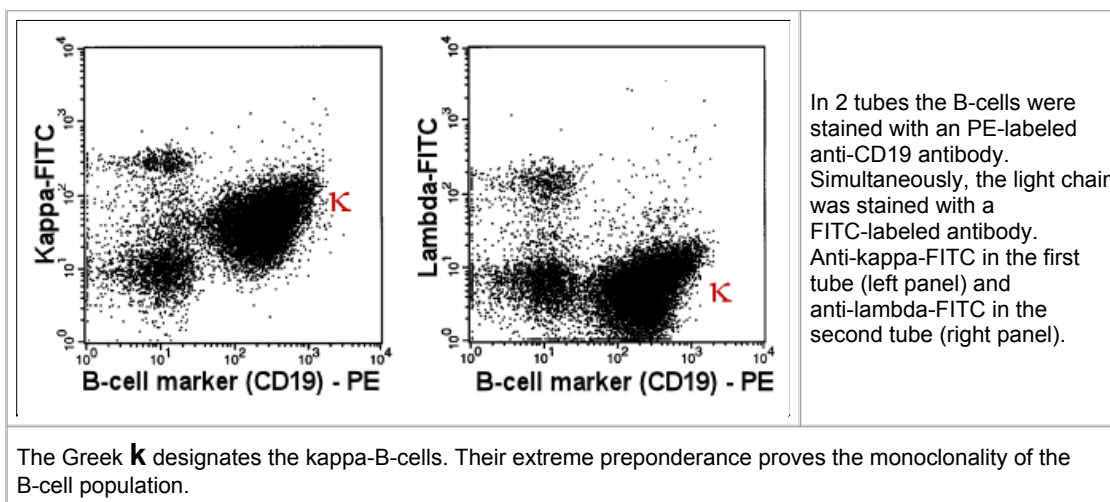 10⁴
10³
10²
10¹
10⁰
Kappa-FITC
κ
10⁰ 10¹ 10² 10³ 10⁴
B-cell marker (CD19) - PE
10⁴
10³
10²
10¹
10⁰
Lambda-FITC
κ
10⁰ 10¹ 10² 10³ 10⁴
B-cell marker (CD19) - PE
In 2 tubes the B-cells were
stained with an PE-labeled
anti-CD19 antibody.
Simultaneously, the light chain
was stained with a
FITC-labeled antibody.
Anti-kappa-FITC in the first
tube (left panel) and
anti-lambda-FITC in the
second tube (right panel).
The Greek k designates the kappa-B-cells. Their extreme preponderance proves the monoclonality of the
B-cell population.